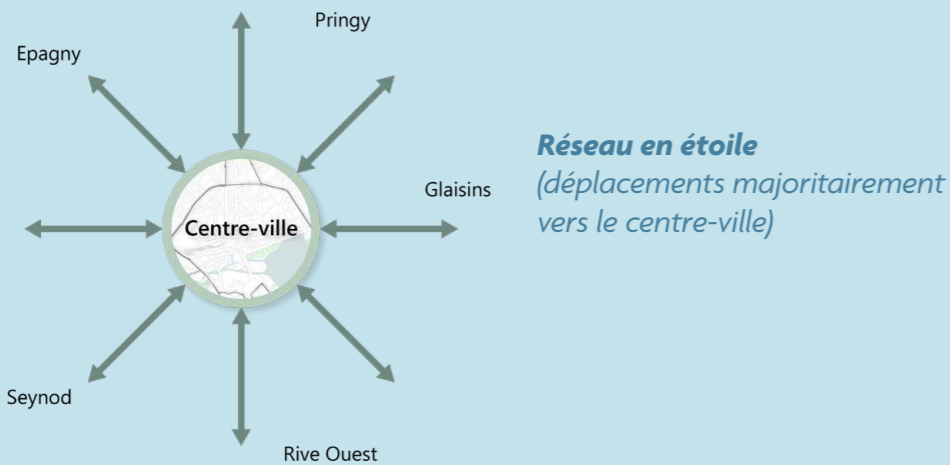 Pringy
Epagny
Réseau en étoile
(déplacements majoritairement
vers le centre-ville)
Glaisins
Centre-ville
Seynod
Rive Ouest